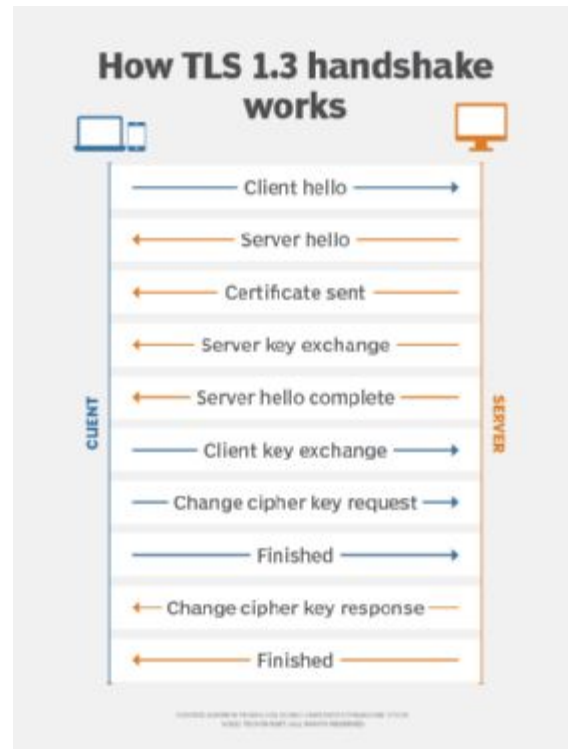 How TLS 1.3 handshake
works
Client hello
Server hello
Certificate sent
Server key exchange
Server hello complete
CLIENT
SERVER
Client key exchange
Change cipher key request
Finished
Change cipher key response
Finished